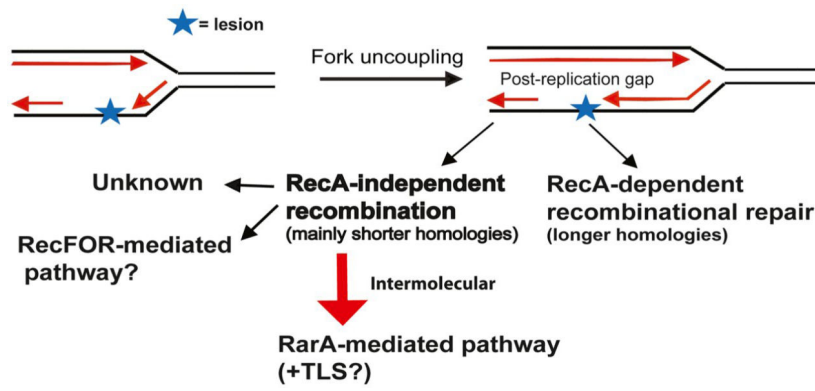 = lesion
Fork uncoupling
Post-replication gap
Unknown
RecA-independent
recombination
(mainly shorter homologies)
RecA-dependent
recombinational repair
(longer homologies)
RecFOR-mediated
pathway?
Intermolecular
RarA-mediated pathway
(+TLS?)